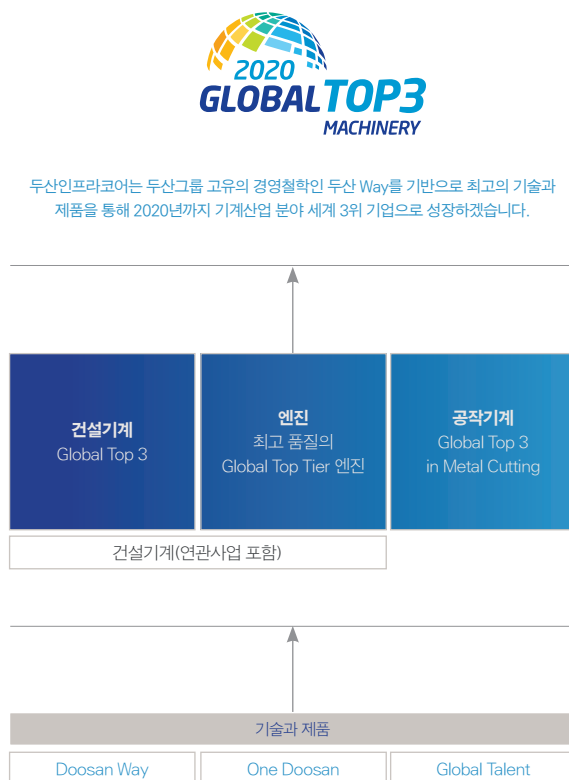 2020
GLOBAL TOP3
MACHINERY
두산인프라코어는 두산그룹 고유의 경영철학인 두산 Way를 기반으로 최고의 기술과
제품을 통해 2020년까지 기계산업 분야 세계 3위 기업으로 성장하겠습니다.
건설기계
Global Top 3
엔진
최고 품질의
Global Top Tier 엔진
공작기계
Global Top 3
in Metal Cutting
건설기계(연관사업 포함)
기술과 제품
Doosan Way
One Doosan
Global Talent